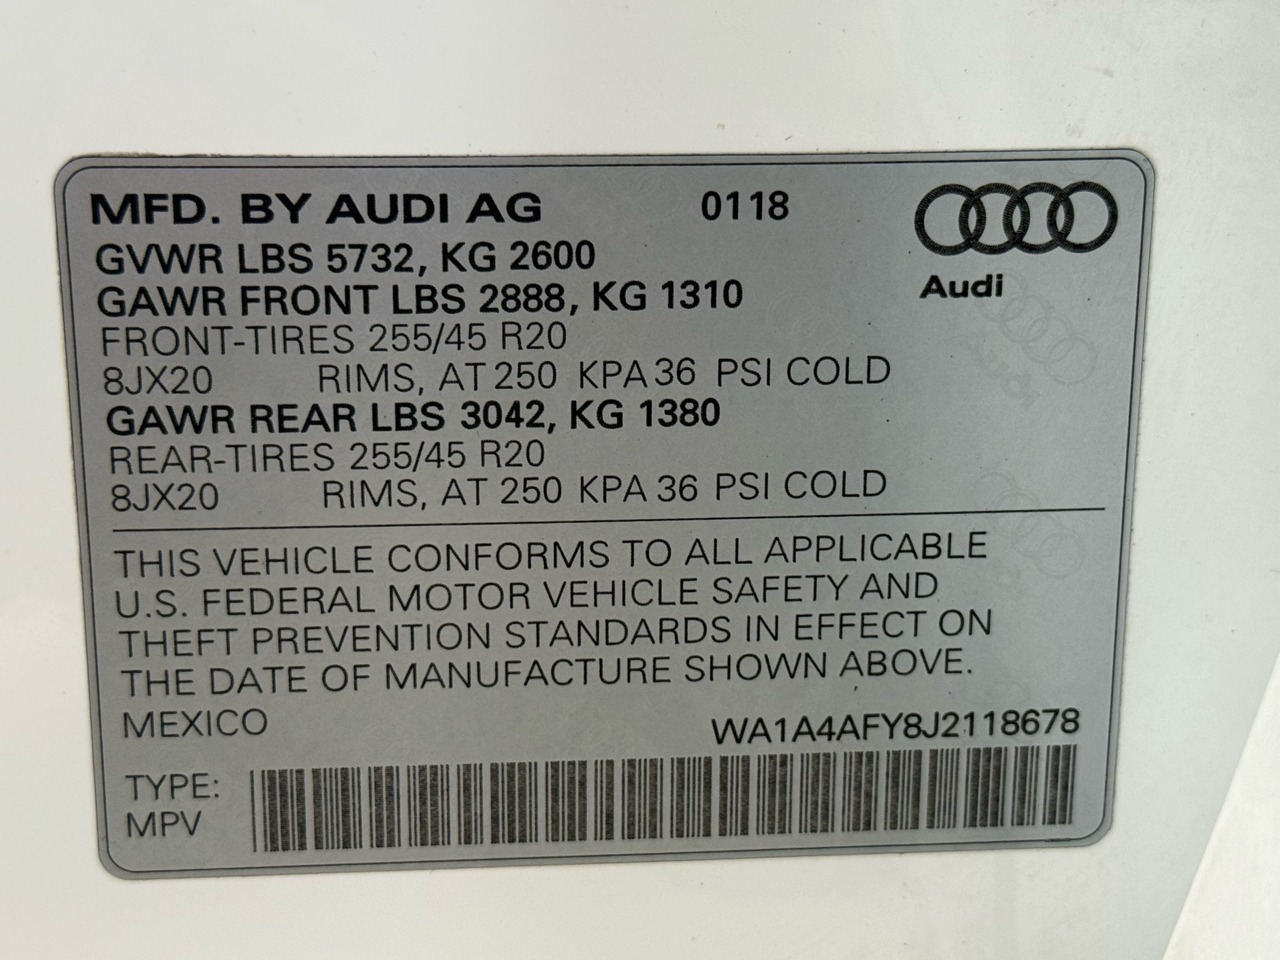 MFD. BY AUDI AG 0118
GVWR LBS 5732, KG 2600
GAWR FRONT LBS 2888, KG 1310
Audi
FRONT-TIRES 255/45 R20
8JX20 RIMS, AT 250 KPA 36 PSI COLD
GAWR REAR LBS 3042, KG 1380
REAR-TIRES 255/45 R20
8JX20 RIMS, AT 250 KPA 36 PSI COLD
THIS VEHICLE CONFORMS TO ALL APPLICABLE
U.S. FEDERAL MOTOR VEHICLE SAFETY AND
THEFT PREVENTION STANDARDS IN EFFECT ON
THE DATE OF MANUFACTURE SHOWN ABOVE.
MEXICO WA1A4AFY8J2118678
TYPE:
MPV